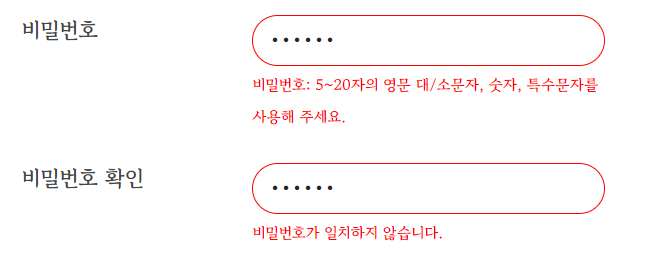 비밀번호
••••••
비밀번호: 5~20자의 영문 대/소문자, 숫자, 특수문자를
사용해 주세요.
비밀번호 확인
••••••
비밀번호가 일치하지 않습니다.